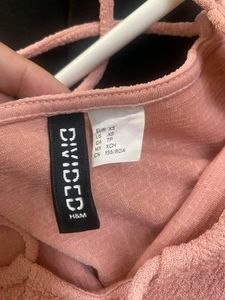 DIVIDED
H&M
EUR XS
US XS
CA TP
MX XCH
CN 155/80A